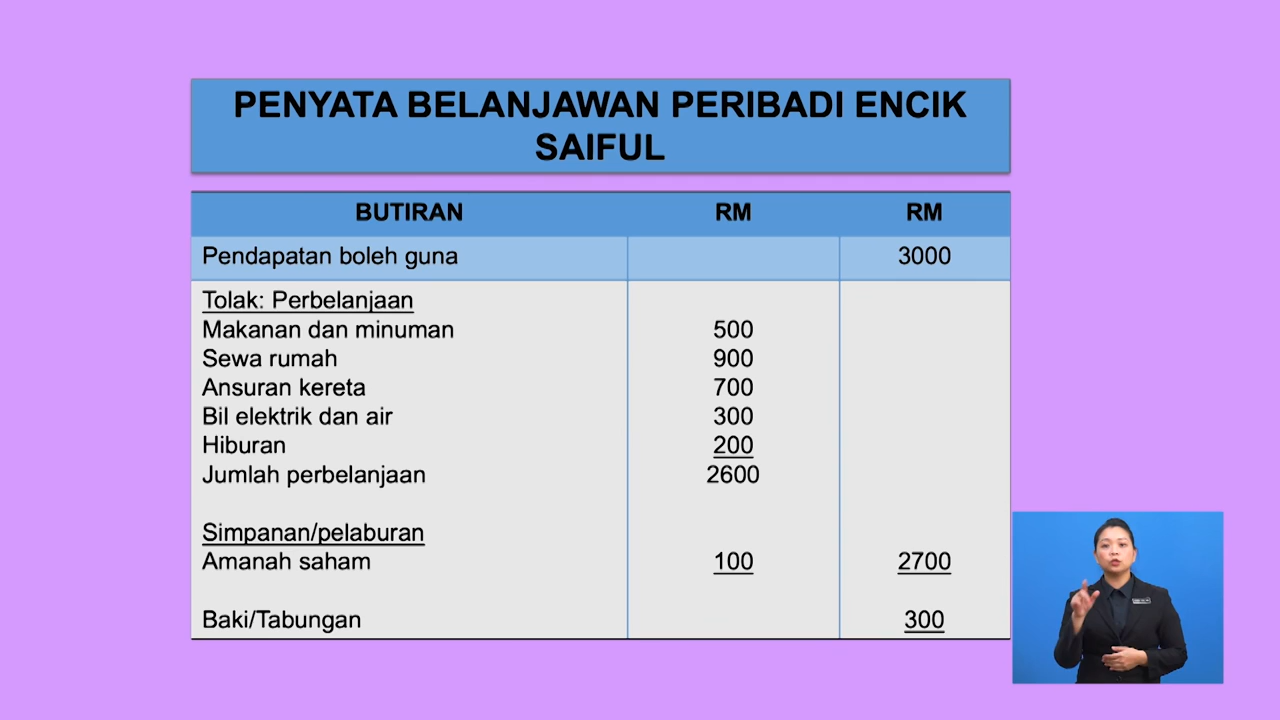 PENYATA BELANJAWAN PERIBADI ENCIK
SAIFUL
BUTIRAN RM RM
Pendapatan boleh guna 3000
Tolak: Perbelanjaan
Makanan dan minuman 500
Sewa rumah 900
Ansuran kereta 700
Bil elektrik dan air 300
Hiburan 200
Jumlah perbelanjaan 2600
Simpanan/pelaburan
Amanah saham 100 2700
Baki/Tabungan 300